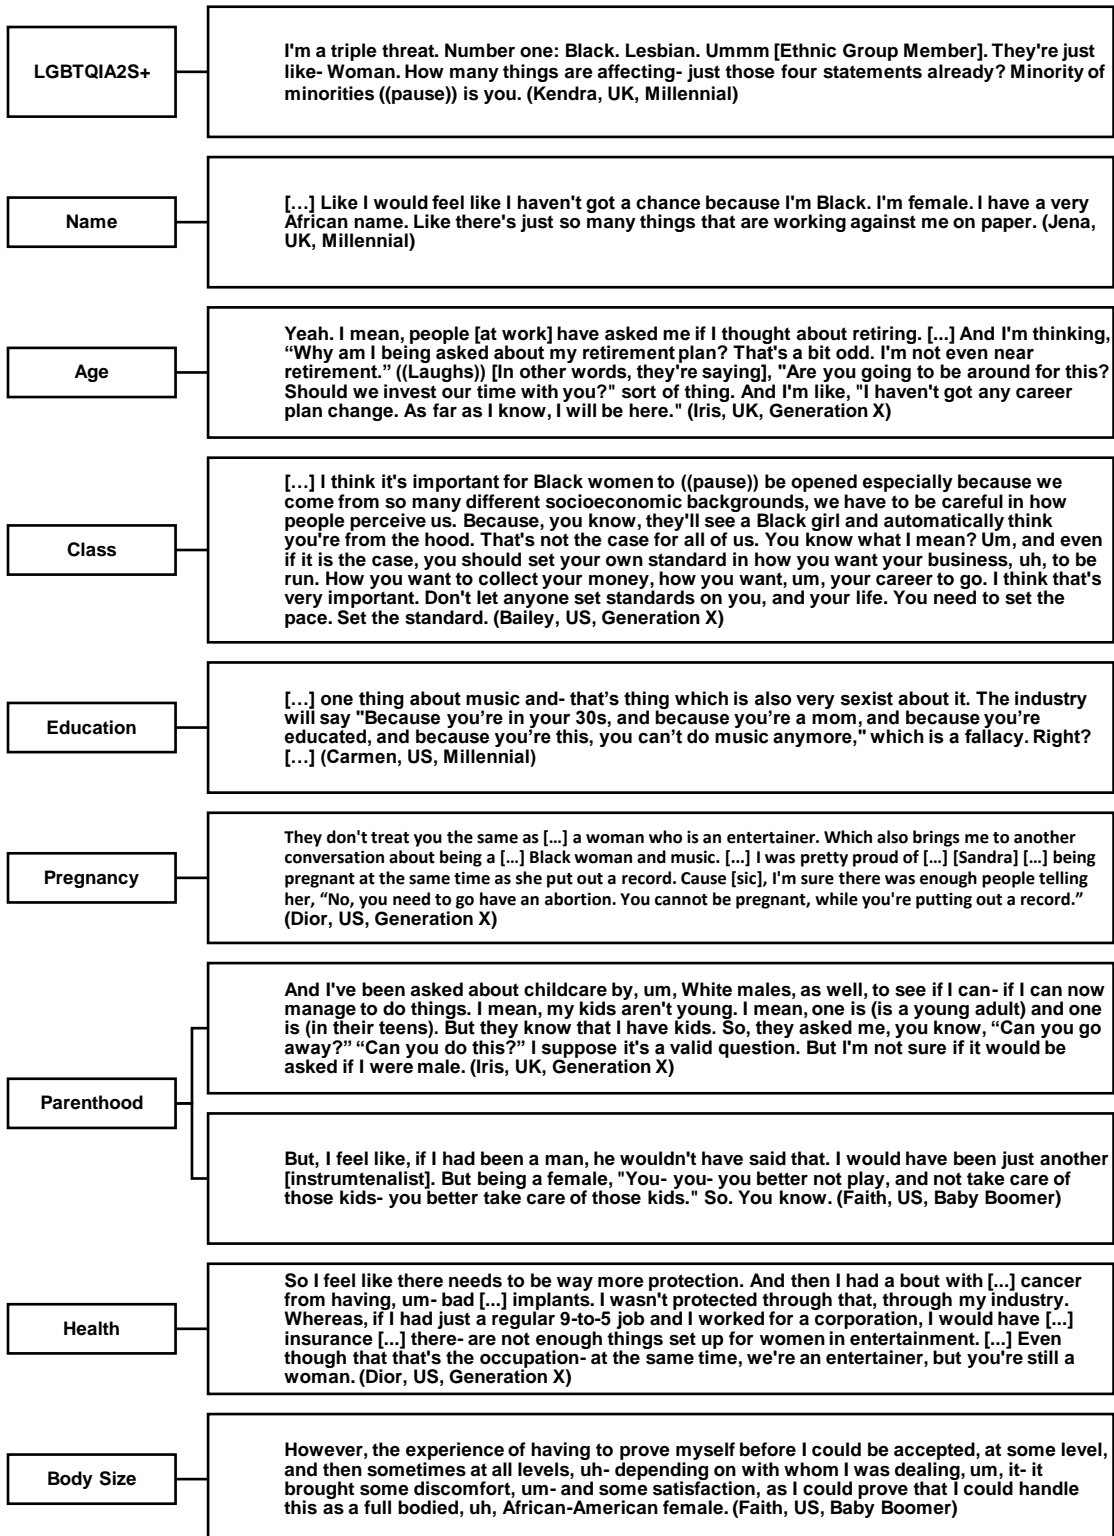 LGBTQIA2S+
I'm a triple threat. Number one: Black. Lesbian. Ummm [Ethnic Group Member]. They're just
like- Woman. How many things are affecting- just those four statements already? Minority of
minorities ((pause)) is you. (Kendra, UK, Millennial)
Name
[…] Like I would feel like I haven't got a chance because I'm Black. I'm female. I have a very
African name. Like there's just so many things that are working against me on paper. (Jena,
UK, Millennial)
Age
Yeah. I mean, people [at work] have asked me if I thought about retiring. [...] And I'm thinking,
“Why am I being asked about my retirement plan? That's a bit odd. I'm not even near
retirement.” ((Laughs)) [In other words, they're saying], "Are you going to be around for this?
Should we invest our time with you?" sort of thing. And I'm like, "I haven't got any career
plan change. As far as I know, I will be here." (Iris, UK, Generation X)
Class
[…] I think it's important for Black women to ((pause)) be opened especially because we
come from so many different socioeconomic backgrounds, we have to be careful in how
people perceive us. Because, you know, they'll see a Black girl and automatically think
you're from the hood. That's not the case for all of us. You know what I mean? Um, and even
if it is the case, you should set your own standard in how you want your business, uh, to be
run. How you want to collect your money, how you want, um, your career to go. I think that's
very important. Don't let anyone set standards on you, and your life. You need to set the
pace. Set the standard. (Bailey, US, Generation X)
Education
[…] one thing about music and- that’s thing which is also very sexist about it. The industry
will say "Because you’re in your 30s, and because you’re a mom, and because you’re
educated, and because you’re this, you can’t do music anymore," which is a fallacy. Right?
[…] (Carmen, US, Millennial)
Pregnancy
They don't treat you the same as […] a woman who is an entertainer. Which also brings me to another
conversation about being a […] Black woman and music. […] I was pretty proud of […] [Sandra] […] being
pregnant at the same time as she put out a record. Cause [sic], I'm sure there was enough people telling
her, “No, you need to go have an abortion. You cannot be pregnant, while you're putting out a record.”
(Dior, US, Generation X)
Parenthood
And I've been asked about childcare by, um, White males, as well, to see if I can- if I can now
manage to do things. I mean, my kids aren't young. I mean, one is (is a young adult) and one
is (in their teens). But they know that I have kids. So, they asked me, you know, “Can you go
away?” “Can you do this?” I suppose it's a valid question. But I'm not sure if it would be
asked if I were male. (Iris, UK, Generation X)
But, I feel like, if I had been a man, he wouldn't have said that. I would have been just another
[instrumtenalist]. But being a female, "You- you- you better not play, and not take care of
those kids- you better take care of those kids." So. You know. (Faith, US, Baby Boomer)
Health
So I feel like there needs to be way more protection. And then I had a bout with [...] cancer
from having, um- bad [...] implants. I wasn't protected through that, through my industry.
Whereas, if I had just a regular 9-to-5 job and I worked for a corporation, I would have [...]
insurance [...] there- are not enough things set up for women in entertainment. [...] Even
though that that's the occupation- at the same time, we're an entertainer, but you're still a
woman. (Dior, US, Generation X)
Body Size
However, the experience of having to prove myself before I could be accepted, at some level,
and then sometimes at all levels, uh- depending on with whom I was dealing, um, it- it
brought some discomfort, um- and some satisfaction, as I could prove that I could handle
this as a full bodied, uh, African-American female. (Faith, US, Baby Boomer)